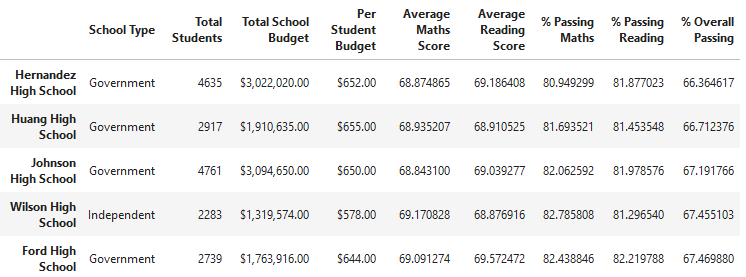 School Type Total Students Total School Budget Per Student Budget Average Maths Score Average Reading Score % Passing Maths % Passing Reading % Overall Passing
Hernandez High School Government 4635 $3,022,020.00 $652.00 68.874865 69.186408 80.949299 81.877023 66.364617
Huang High School Government 2917 $1,910,635.00 $655.00 68.935207 68.910525 81.693521 81.453548 66.712376
Johnson High School Government 4761 $3,094,650.00 $650.00 68.843100 69.039277 82.062592 81.978576 67.191766
Wilson High School Independent 2283 $1,319,574.00 $578.00 69.170828 68.876916 82.785808 81.296540 67.455103
Ford High School Government 2739 $1,763,916.00 $644.00 69.091274 69.572472 82.438846 82.219788 67.469880